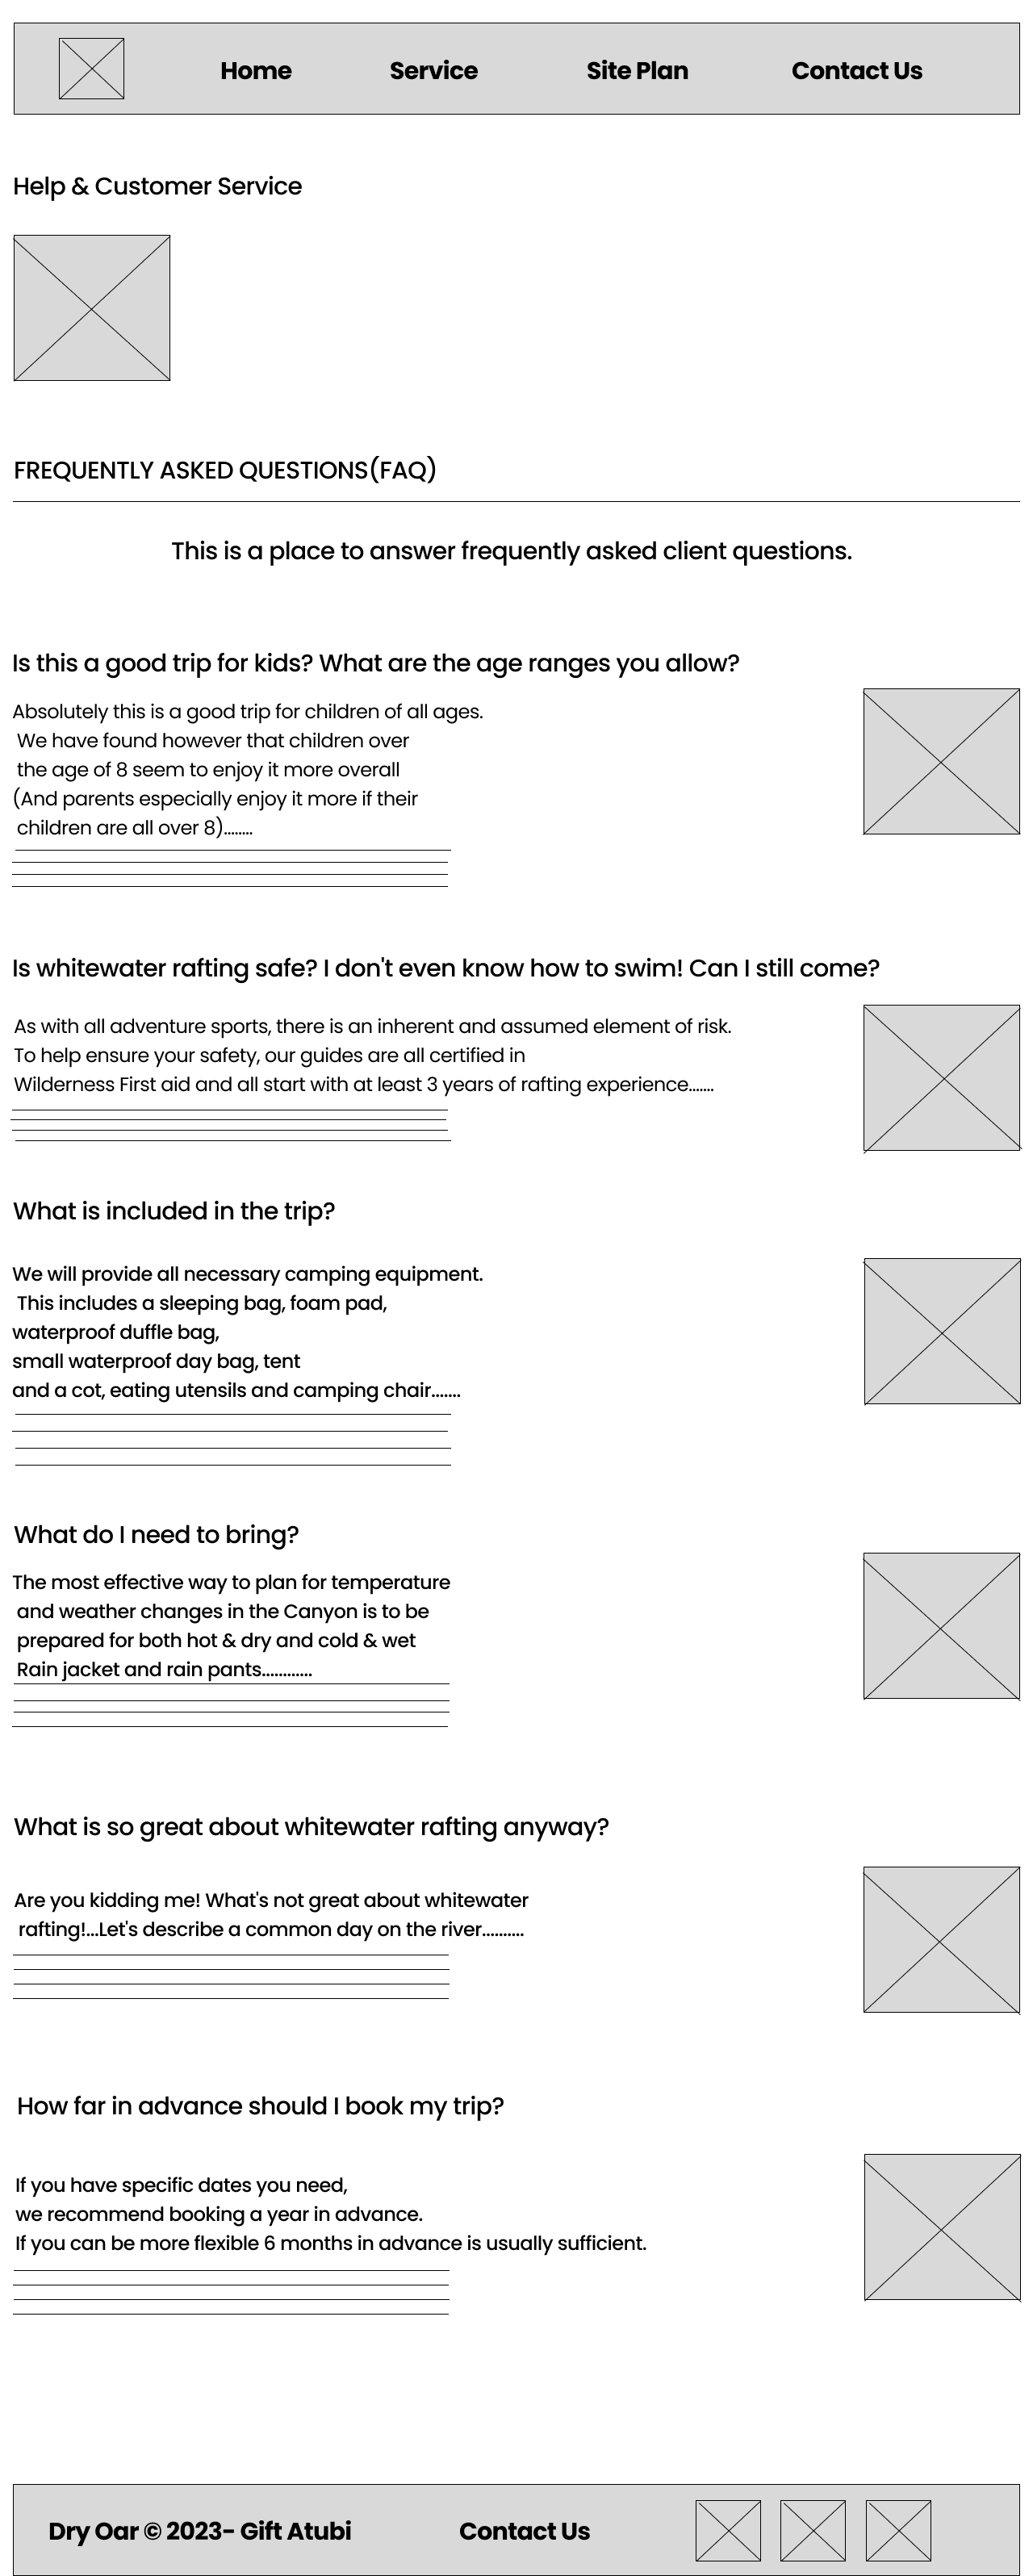 Home Service Site Plan Contact Us
Help & Customer Service
FREQUENTLY ASKED QUESTIONS(FAQ)
This is a place to answer frequently asked client questions.
Is this a good trip for kids? What are the age ranges you allow?
Absolutely this is a good trip for children of all ages.
We have found however that children over
the age of 8 seem to enjoy it more overall
(And parents especially enjoy it more if their
children are all over 8)........
Is whitewater rafting safe? I don't even know how to swim! Can I still come?
As with all adventure sports, there is an inherent and assumed element of risk.
To help ensure your safety, our guides are all certified in
Wilderness First aid and all start with at least 3 years of rafting experience.......
What is included in the trip?
We will provide all necessary camping equipment.
This includes a sleeping bag, foam pad,
waterproof duffle bag,
small waterproof day bag, tent
and a cot, eating utensils and camping chair.......
What do I need to bring?
The most effective way to plan for temperature
and weather changes in the Canyon is to be
prepared for both hot & dry and cold & wet
Rain jacket and rain pants............
What is so great about whitewater rafting anyway?
Are you kidding me! What's not great about whitewater
rafting!...Let's describe a common day on the river..........
How far in advance should I book my trip?
If you have specific dates you need,
we recommend booking a year in advance.
If you can be more flexible 6 months in advance is usually sufficient.
Dry Oar © 2023- Gift Atubi Contact Us